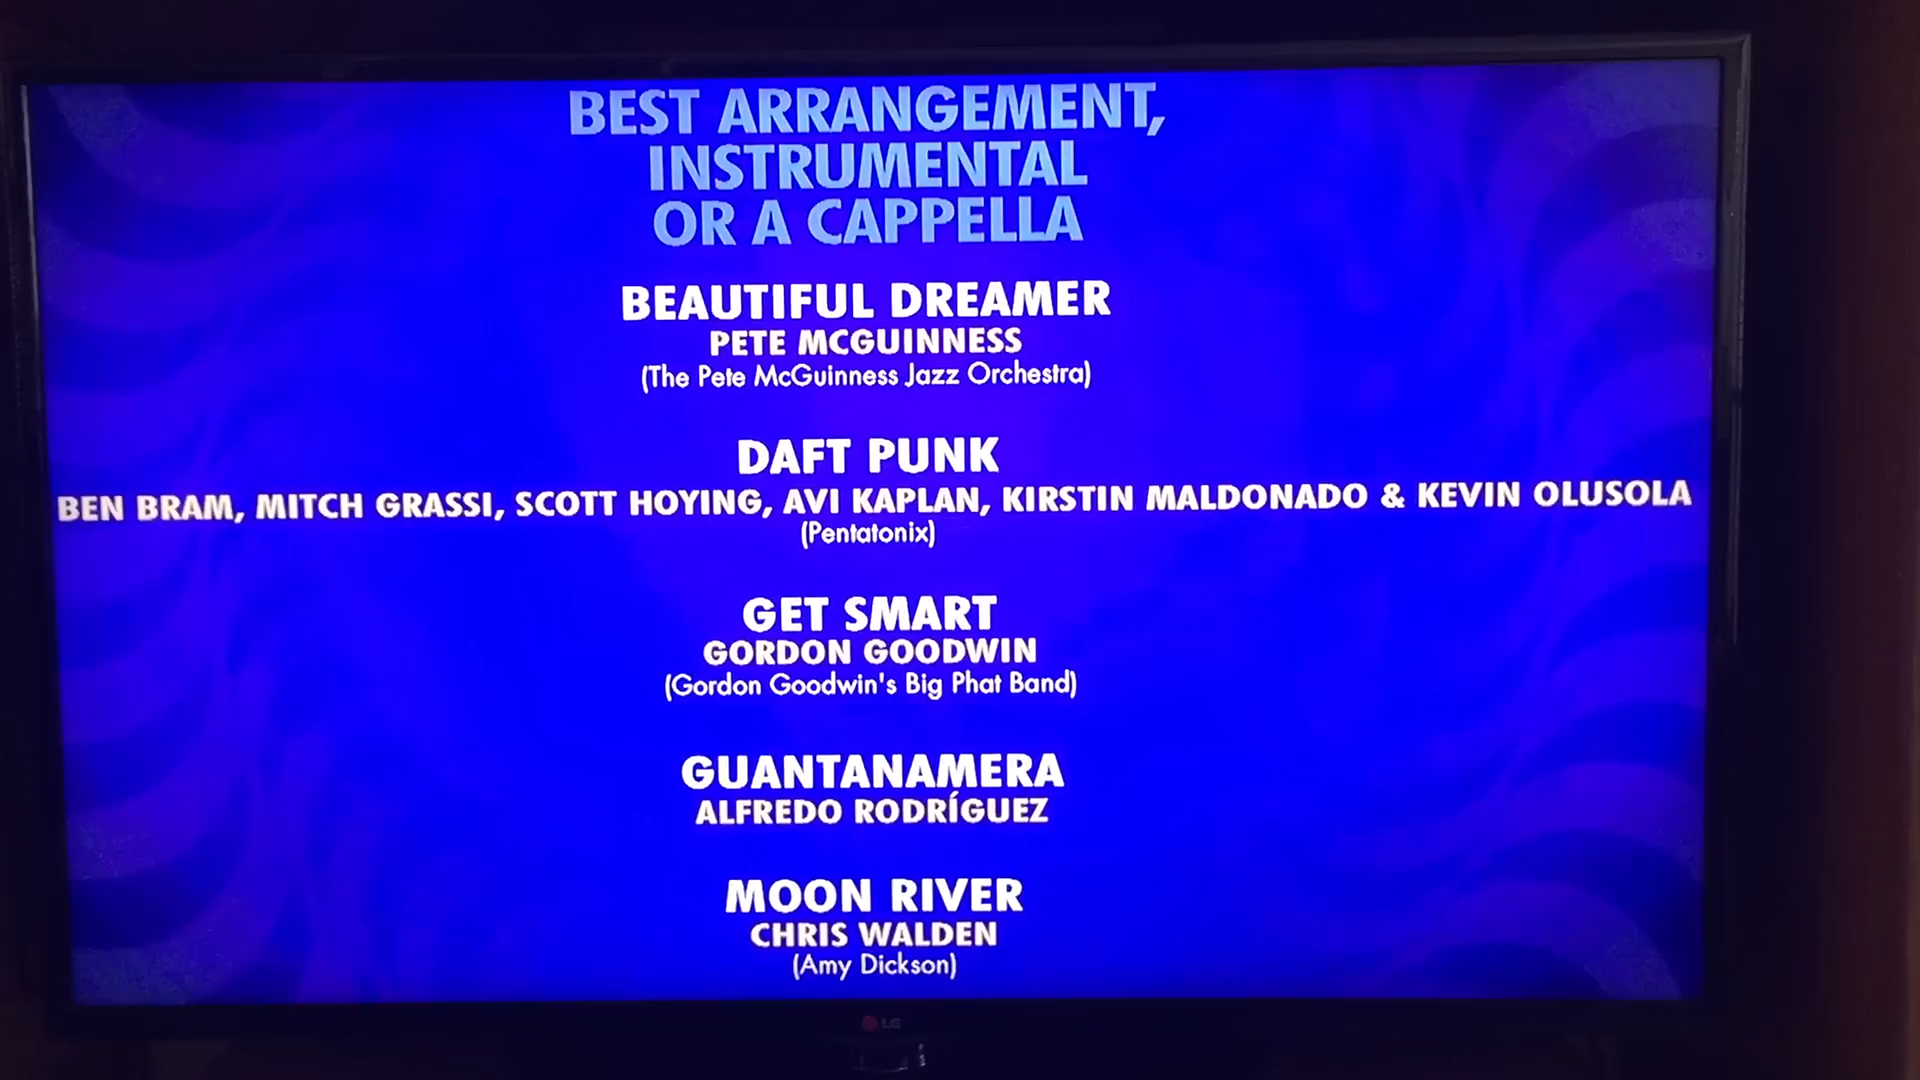 BEST ARRANGEMENT,
INSTRUMENTAL
OR A CAPPELLA
BEAUTIFUL DREAMER
PETE MCGUINNESS
(The Pete McGuinness Jazz Orchestra)
DAFT PUNK
BEN BRAM, MITCH GRASSI, SCOTT HOYING, AVI KAPLAN, KIRSTIN MALDONADO & KEVIN OLUSOLA
(Pentatonix)
GET SMART
GORDON GOODWIN
(Gordon Goodwin's Big Phat Band)
GUANTANAMERA
ALFREDO RODRÍGUEZ
MOON RIVER
CHRIS WALDEN
(Amy Dickson)
LG